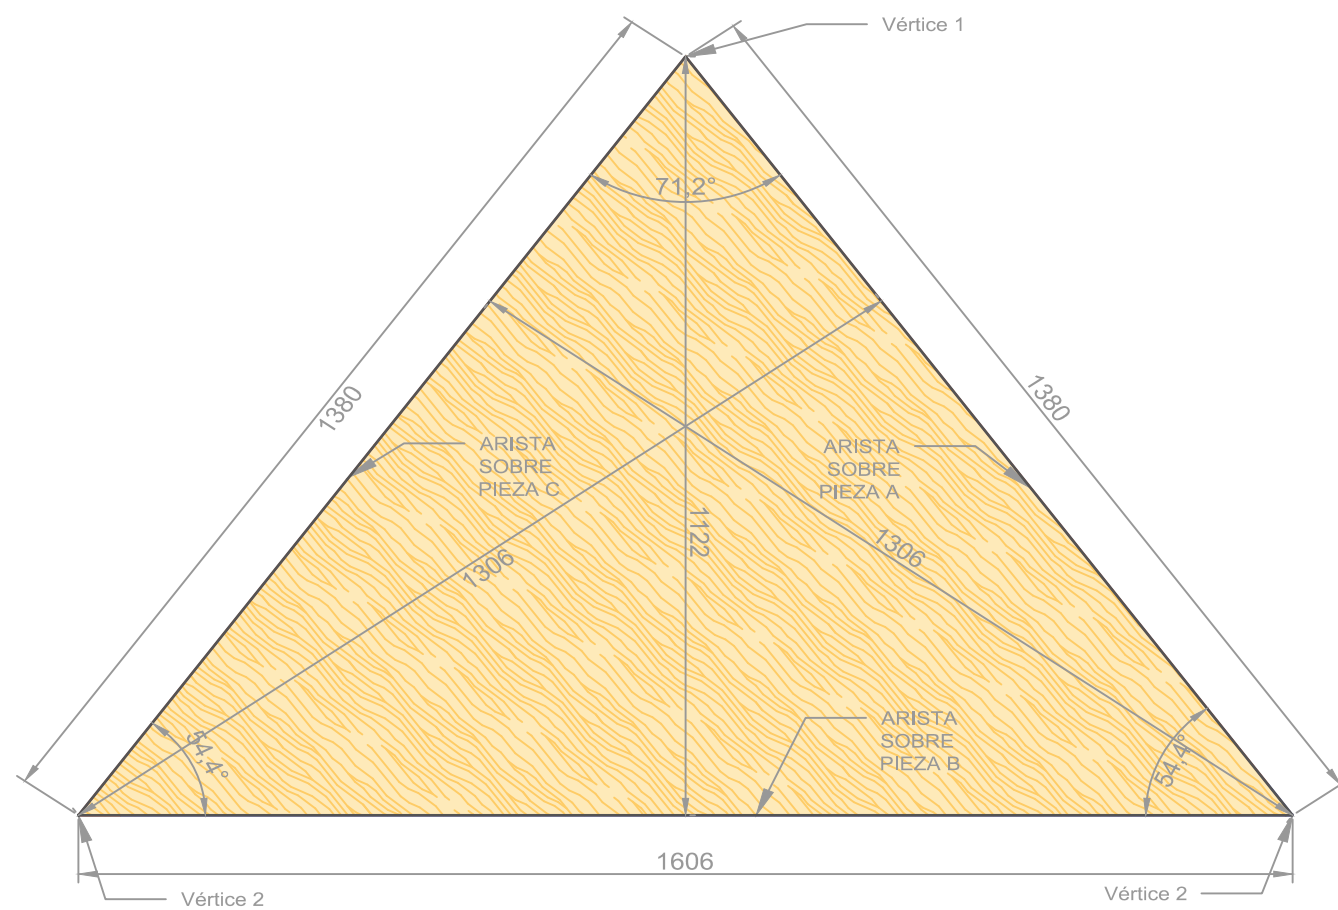 Vértice 1
71,2°
1380
1380
ARISTA
SOBRE
PIEZA C
ARISTA
SOBRE
PIEZA A
1122
1306
1306
54,4°
54,4°
ARISTA
SOBRE
PIEZA B
1606
Vértice 2
Vértice 2